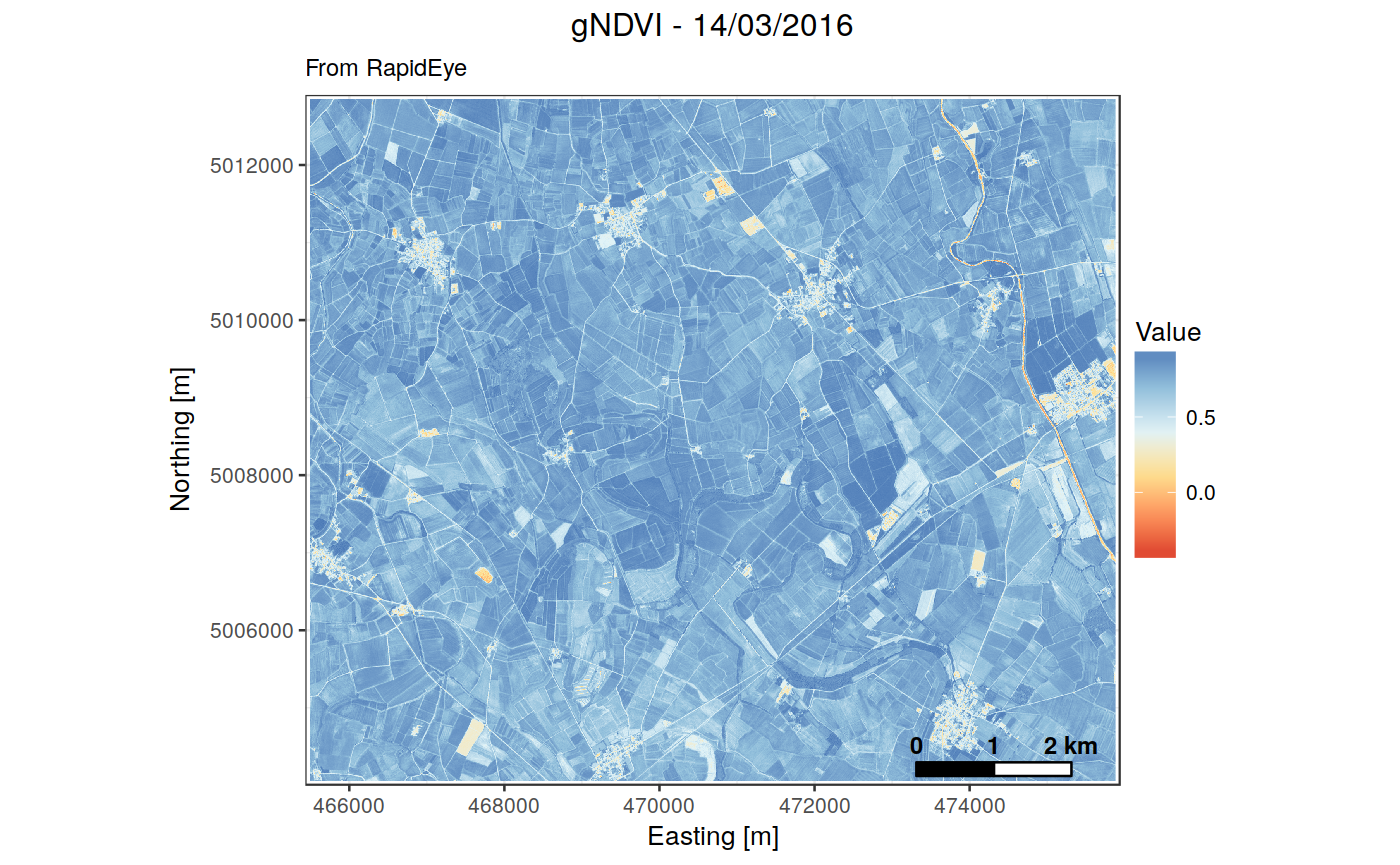 gNDVI - 14/03/2016
From RapidEye
5012000
5010000
5008000
5006000
Northing [m]
Value
0.5
0.0
0 1 2 km
466000 468000 470000 472000 474000
Easting [m]